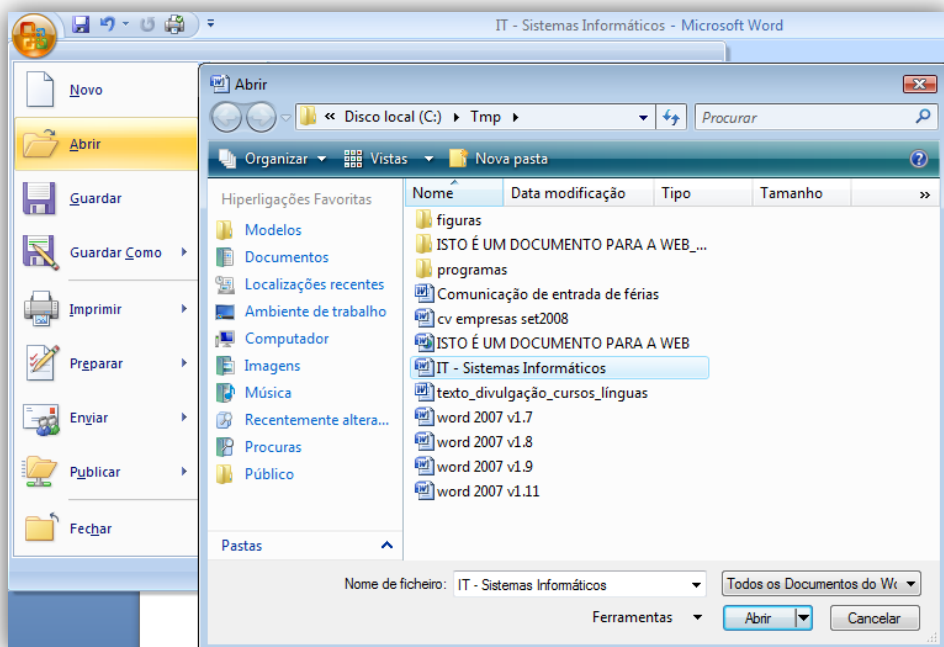 IT - Sistemas Informáticos - Microsoft Word
Novo
Abrir
Guardar
Guardar Como
Imprimir
Preparar
Enviar
Publicar
Fechar
Abrir
« Disco local (C:) Tmp
Procurar
Organizar Vistas Nova pasta
Hiperligações Favoritas
Modelos
Documentos
Localizações recentes
Ambiente de trabalho
Computador
Imagens
Música
Recentemente altera...
Procuras
Público
Pastas
Nome Data modificação Tipo Tamanho »
figuras
ISTO É UM DOCUMENTO PARA A WEB_...
programas
Comunicação de entrada de férias
cv empresas set2008
ISTO É UM DOCUMENTO PARA A WEB
IT - Sistemas Informáticos
texto_divulgação_cursos_línguas
word 2007 v1.7
word 2007 v1.8
word 2007 v1.9
word 2007 v1.11
Nome de ficheiro: IT - Sistemas Informáticos Todos os Documentos do
Ferramentas Abrir Cancelar